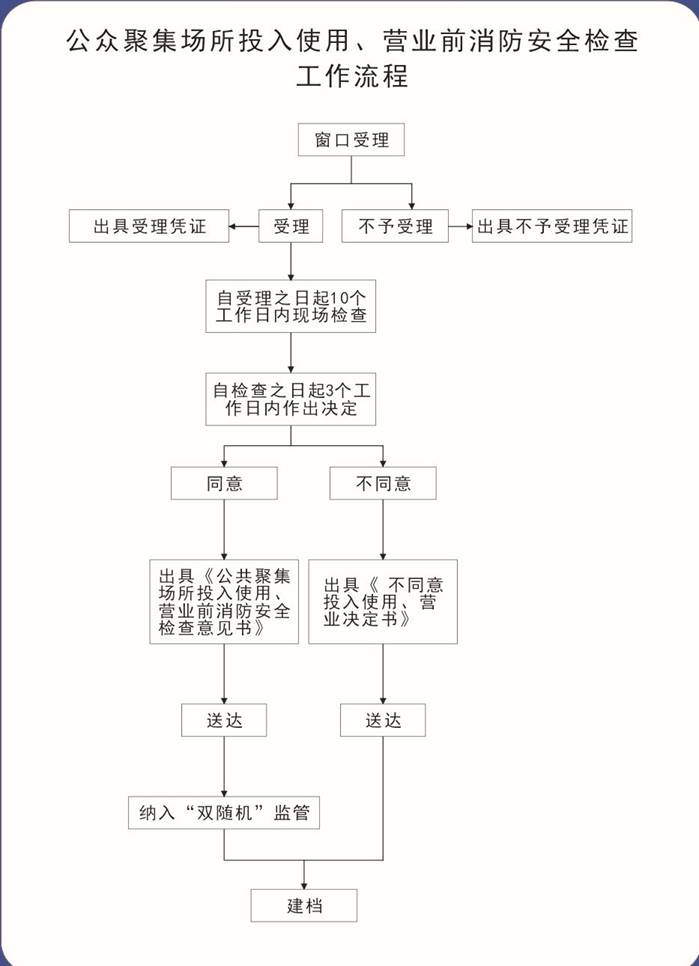 公众聚集场所投入使用、营业前消防安全检查
工作流程
窗口受理
出具受理凭证
受理
不予受理
出具不予受理凭证
自受理之日起10个
工作日内现场检查
自检查之日起3个工
作日内作出决定
同意
不同意
出具《公共聚集
场所投入使用、
营业前消防安全
检查意见书》
出具《 不同意
投入使用、营
业决定书》
送达
送达
纳入“双随机”监管
建档